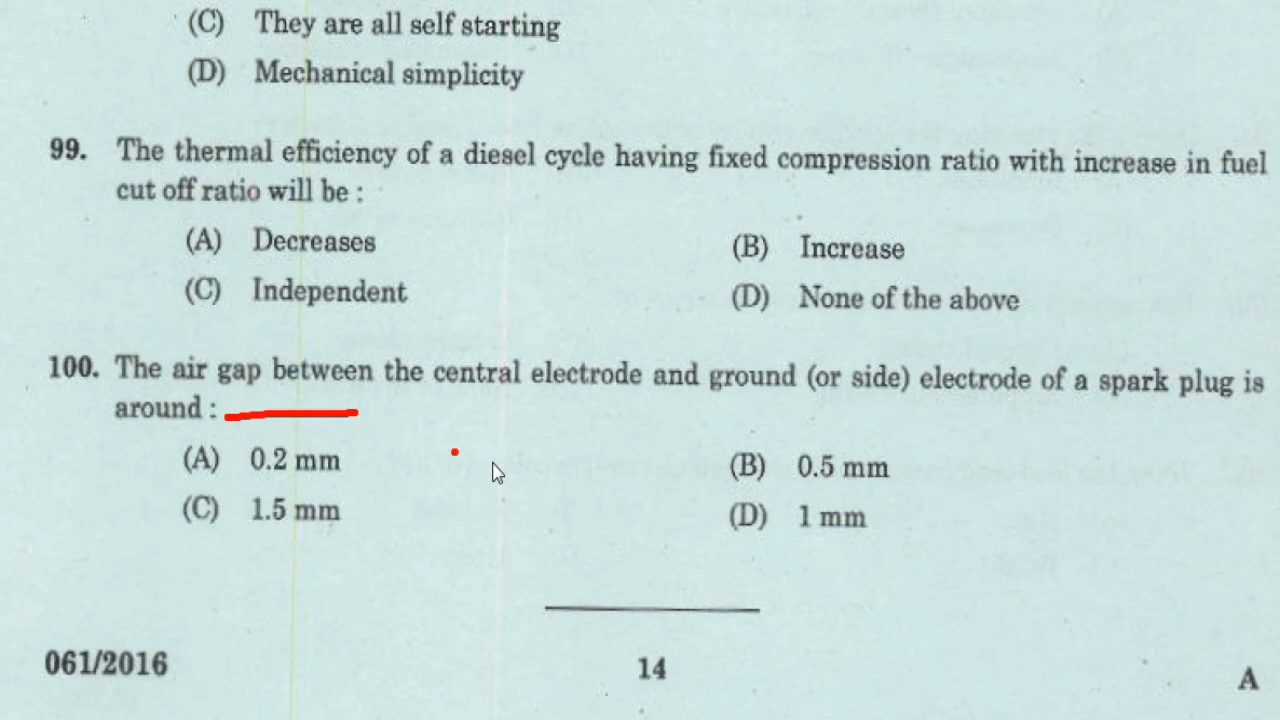 (C) They are all self starting
(D) Mechanical simplicity
99. The thermal efficiency of a diesel cycle having fixed compression ratio with increase in fuel
cut off ratio will be :
(A) Decreases (B) Increase
(C) Independent (D) None of the above
100. The air gap between the central electrode and ground (or side) electrode of a spark plug is
around :
(A) 0.2 mm (B) 0.5 mm
(C) 1.5 mm (D) 1 mm
061/2016 14 A